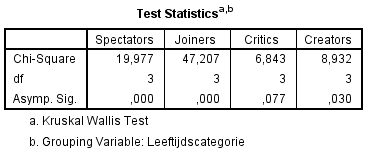 Test Statisticsa,b
Spectators Joiners Critics Creators
Chi-Square 19,977 47,207 6,843 8,932
df 3 3 3 3
Asymp. Sig. ,000 ,000 ,077 ,030
a. Kruskal Wallis Test
b. Grouping Variable: Leeftijdscategorie